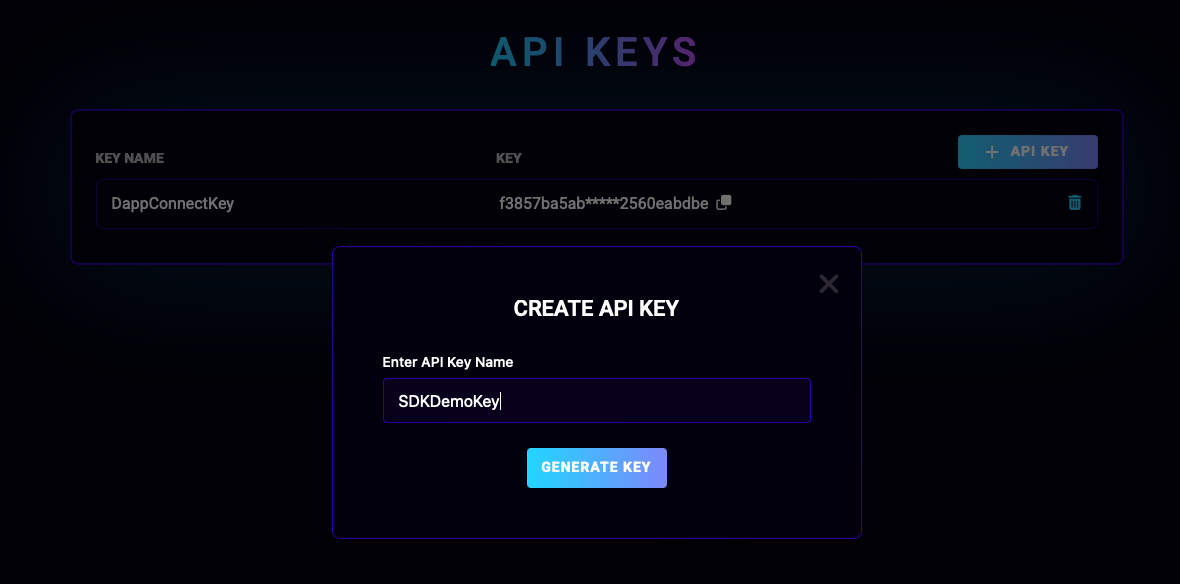 API KEYS
KEY NAME KEY + API KEY
DappConnectKey f3857ba5ab*****2560eabdbe
CREATE API KEY
Enter API Key Name
SDKDemoKey
GENERATE KEY